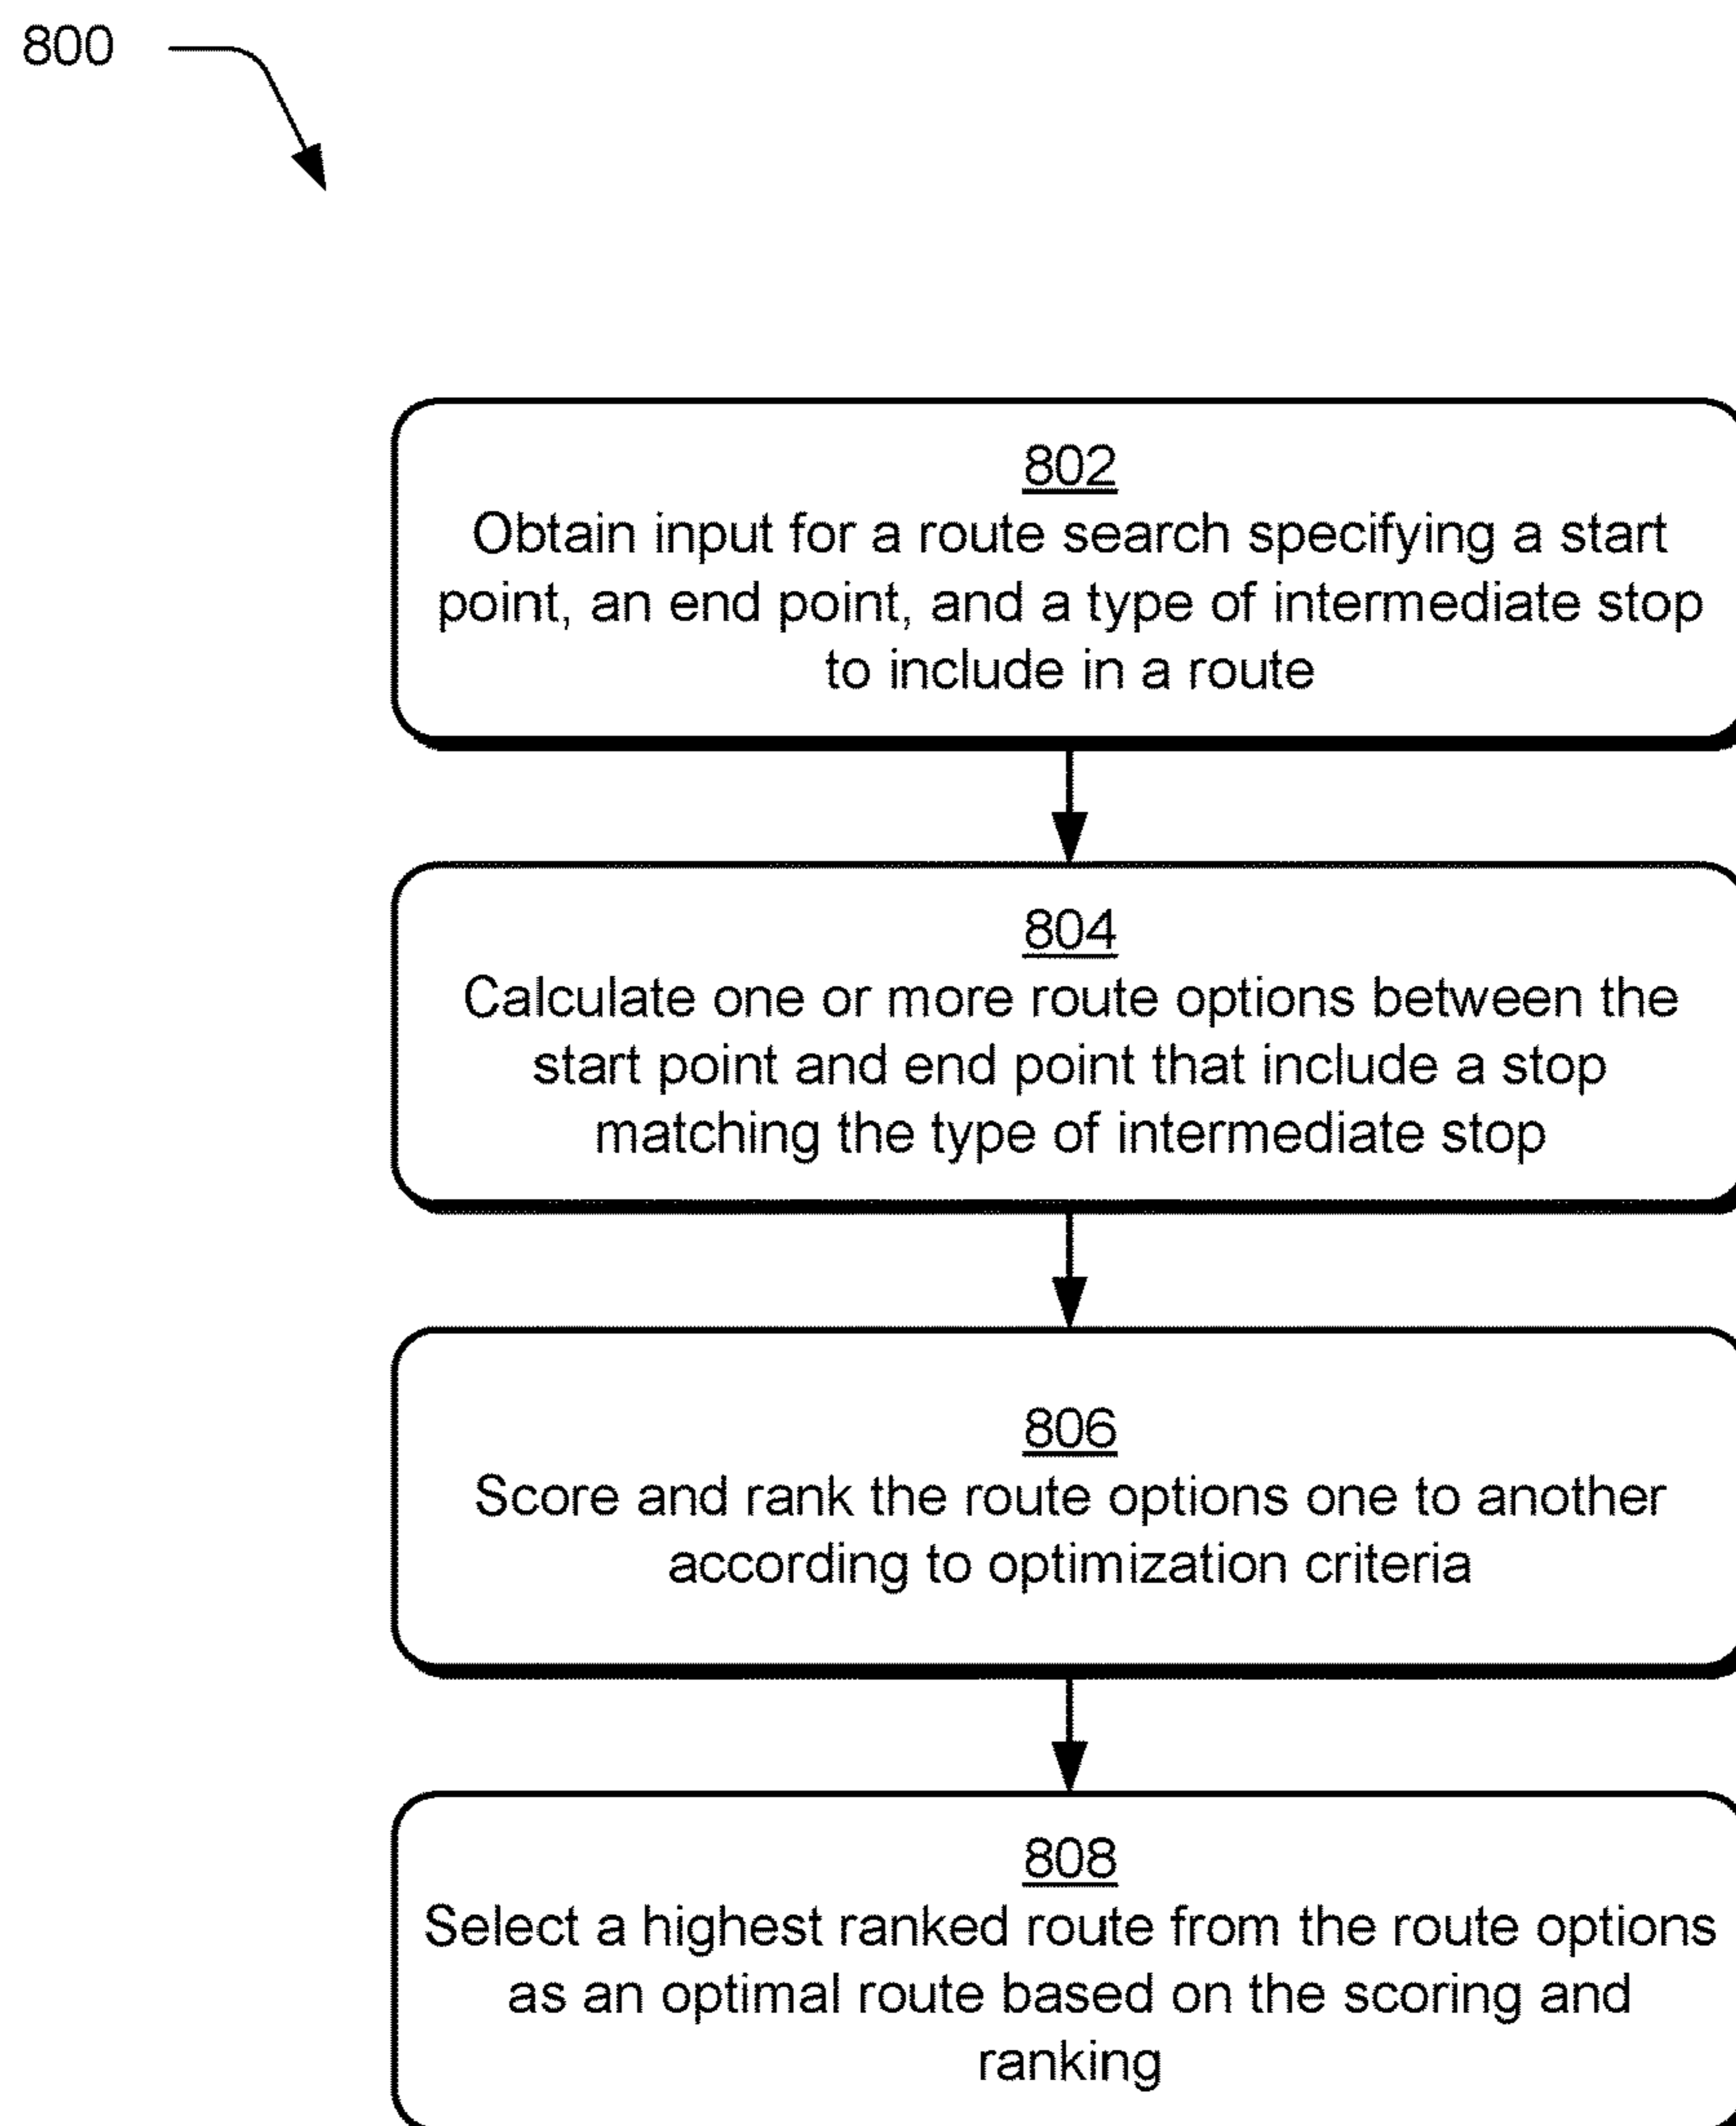 800
802
Obtain input for a route search specifying a start
point, an end point, and a type of intermediate stop
to include in a route
804
Calculate one or more route options between the
start point and end point that include a stop
matching the type of intermediate stop
806
Score and rank the route options one to another
according to optimization criteria
808
Select a highest ranked route from the route options
as an optimal route based on the scoring and
ranking